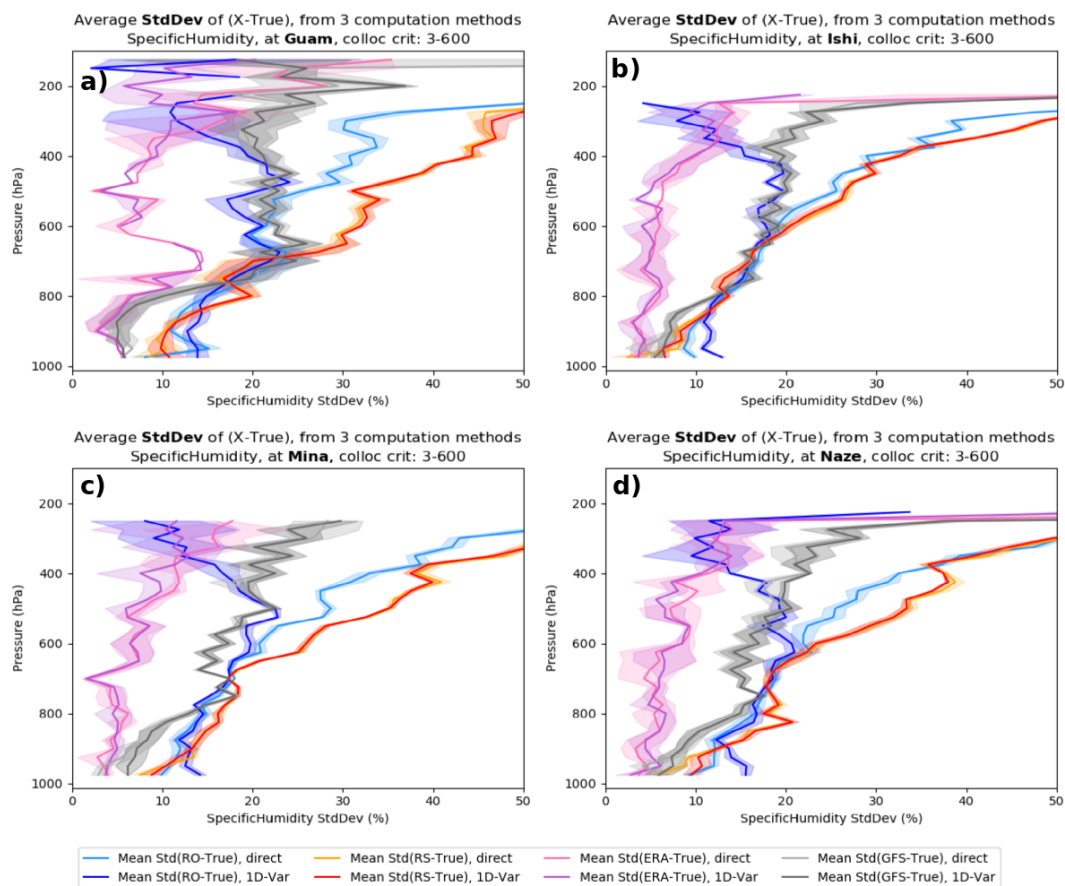 Average StdDev of (X-True), from 3 computation methods
SpecificHumidity, at Guam, colloc crit: 3-600
a)
Pressure (hPa)
200
400
600
800
1000
0 10 20 30 40 50
SpecificHumidity StdDev (%)
Average StdDev of (X-True), from 3 computation methods
SpecificHumidity, at Ishi, colloc crit: 3-600
b)
Pressure (hPa)
200
400
600
800
1000
0 10 20 30 40 50
SpecificHumidity StdDev (%)
Average StdDev of (X-True), from 3 computation methods
SpecificHumidity, at Mina, colloc crit: 3-600
c)
Pressure (hPa)
200
400
600
800
1000
0 10 20 30 40 50
SpecificHumidity StdDev (%)
Average StdDev of (X-True), from 3 computation methods
SpecificHumidity, at Naze, colloc crit: 3-600
d)
Pressure (hPa)
200
400
600
800
1000
0 10 20 30 40 50
SpecificHumidity StdDev (%)
Mean Std(RO-True), direct Mean Std(RS-True), direct Mean Std(ERA-True), direct Mean Std(GFS-True), direct
Mean Std(RO-True), 1D-Var Mean Std(RS-True), 1D-Var Mean Std(ERA-True), 1D-Var Mean Std(GFS-True), 1D-Var